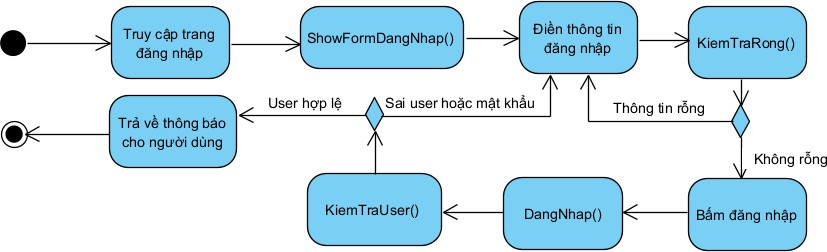 Truy cập trang
đăng nhập
ShowFormDangNhap()
Điền thông tin
đăng nhập
KiemTraRong()
User hợp lệ
Sai user hoặc mật khẩu
Thông tin rỗng
Trả về thông báo
cho người dùng
Không rỗng
KiemTraUser()
DangNhap()
Bấm đăng nhập